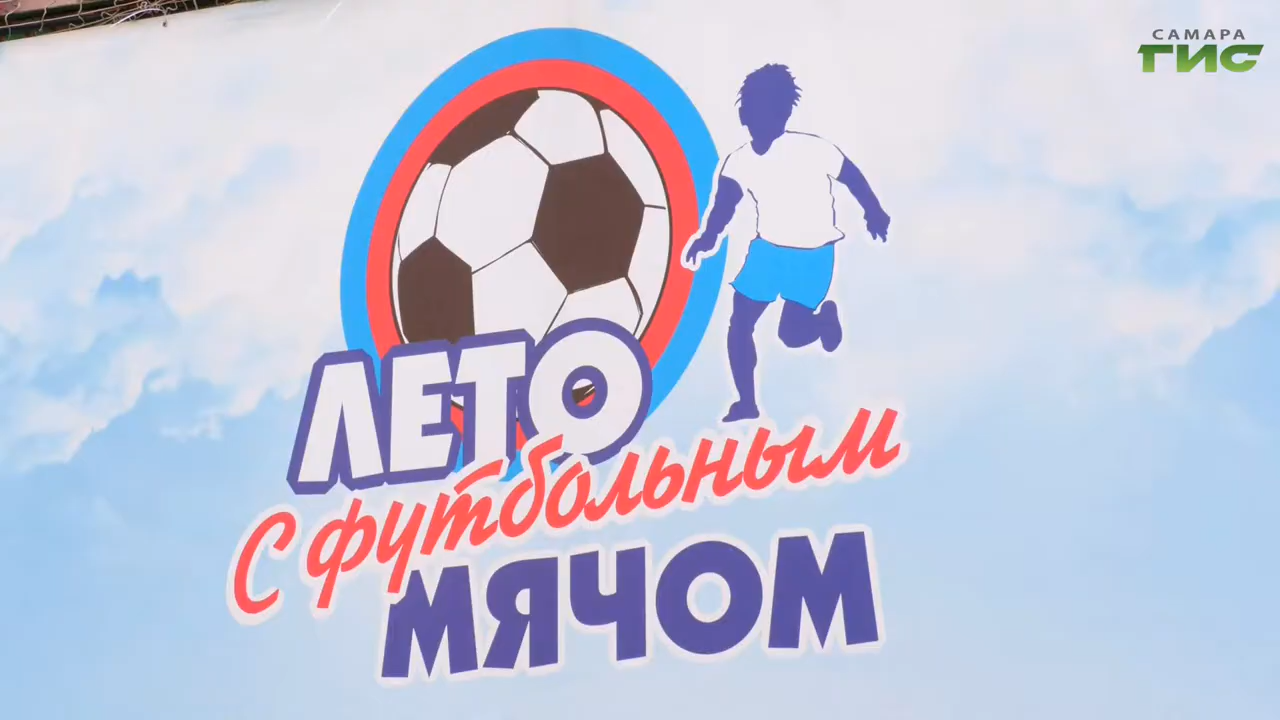 САМАРА
ГИС
ЛЕТО
С футбольным
МЯЧОМ